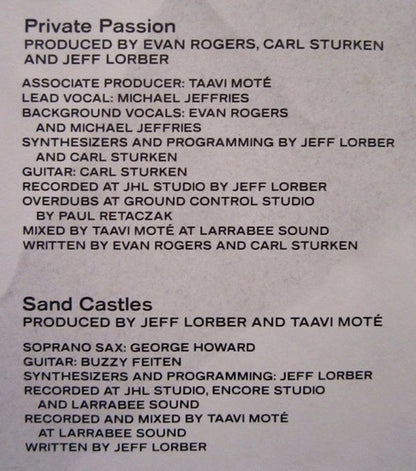 Private Passion
PRODUCED BY EVAN ROGERS, CARL STURKEN
AND JEFF LORBER
ASSOCIATE PRODUCER: TAAVI MOTÉ
LEAD VOCAL: MICHAEL JEFFRIES
BACKGROUND VOCALS: EVAN ROGERS
AND MICHAEL JEFFRIES
SYNTHESIZERS AND PROGRAMMING BY JEFF LORBER
AND CARL STURKEN
GUITAR: CARL STURKEN
RECORDED AT JHL STUDIO BY JEFF LORBER
OVERDUBS AT GROUND CONTROL STUDIO
BY PAUL RETACZAK
MIXED BY TAAVI MOTÉ AT LARRABEE SOUND
WRITTEN BY EVAN ROGERS AND CARL STURKEN
Sand Castles
PRODUCED BY JEFF LORBER AND TAAVI MOTÉ
SOPRANO SAX: GEORGE HOWARD
GUITAR: BUZZY FEITEN
SYNTHESIZERS AND PROGRAMMING: JEFF LORBER
RECORDED AT JHL STUDIO, ENCORE STUDIO
AND LARRABEE SOUND
RECORDED AND MIXED BY TAAVI MOTÉ
AT LARRABEE SOUND
WRITTEN BY JEFF LORBER